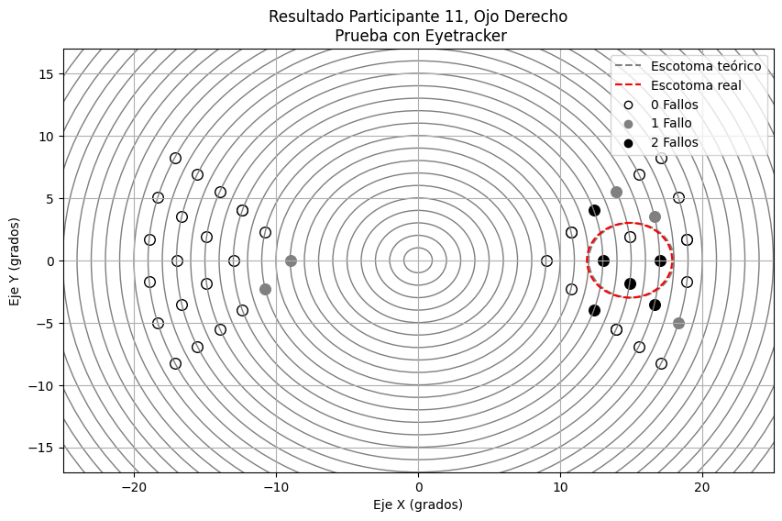 Resultado Participante 11, Ojo Derecho
Prueba con Eyetracker
Escotoma teórico
Escotoma real
0 Fallos
1 Fallo
2 Fallos
Eje Y (grados)
15
10
5
0
−5
−10
−15
−20
−10
0
10
20
Eje X (grados)